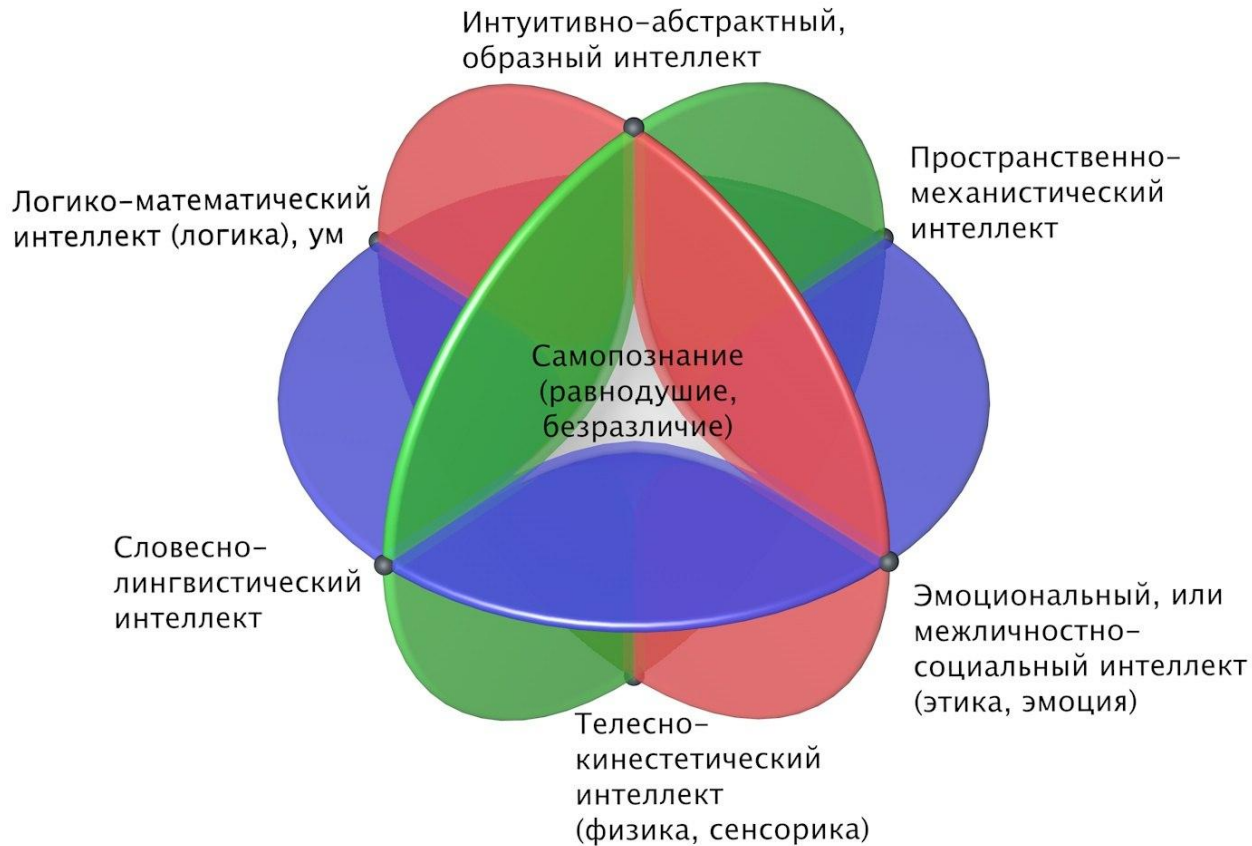 Интуитивно-абстрактный,
образный интеллект
Пространственно-
механистический
интеллект
Логико-математический
интеллект (логика), ум
Самопознание
(равнодушие,
безразличие)
Словесно-
лингвистический
интеллект
Эмоциональный, или
межличностно-
социальный интеллект
(этика, эмоция)
Телесно-
кинестетический
интеллект
(физика, сенсорика)